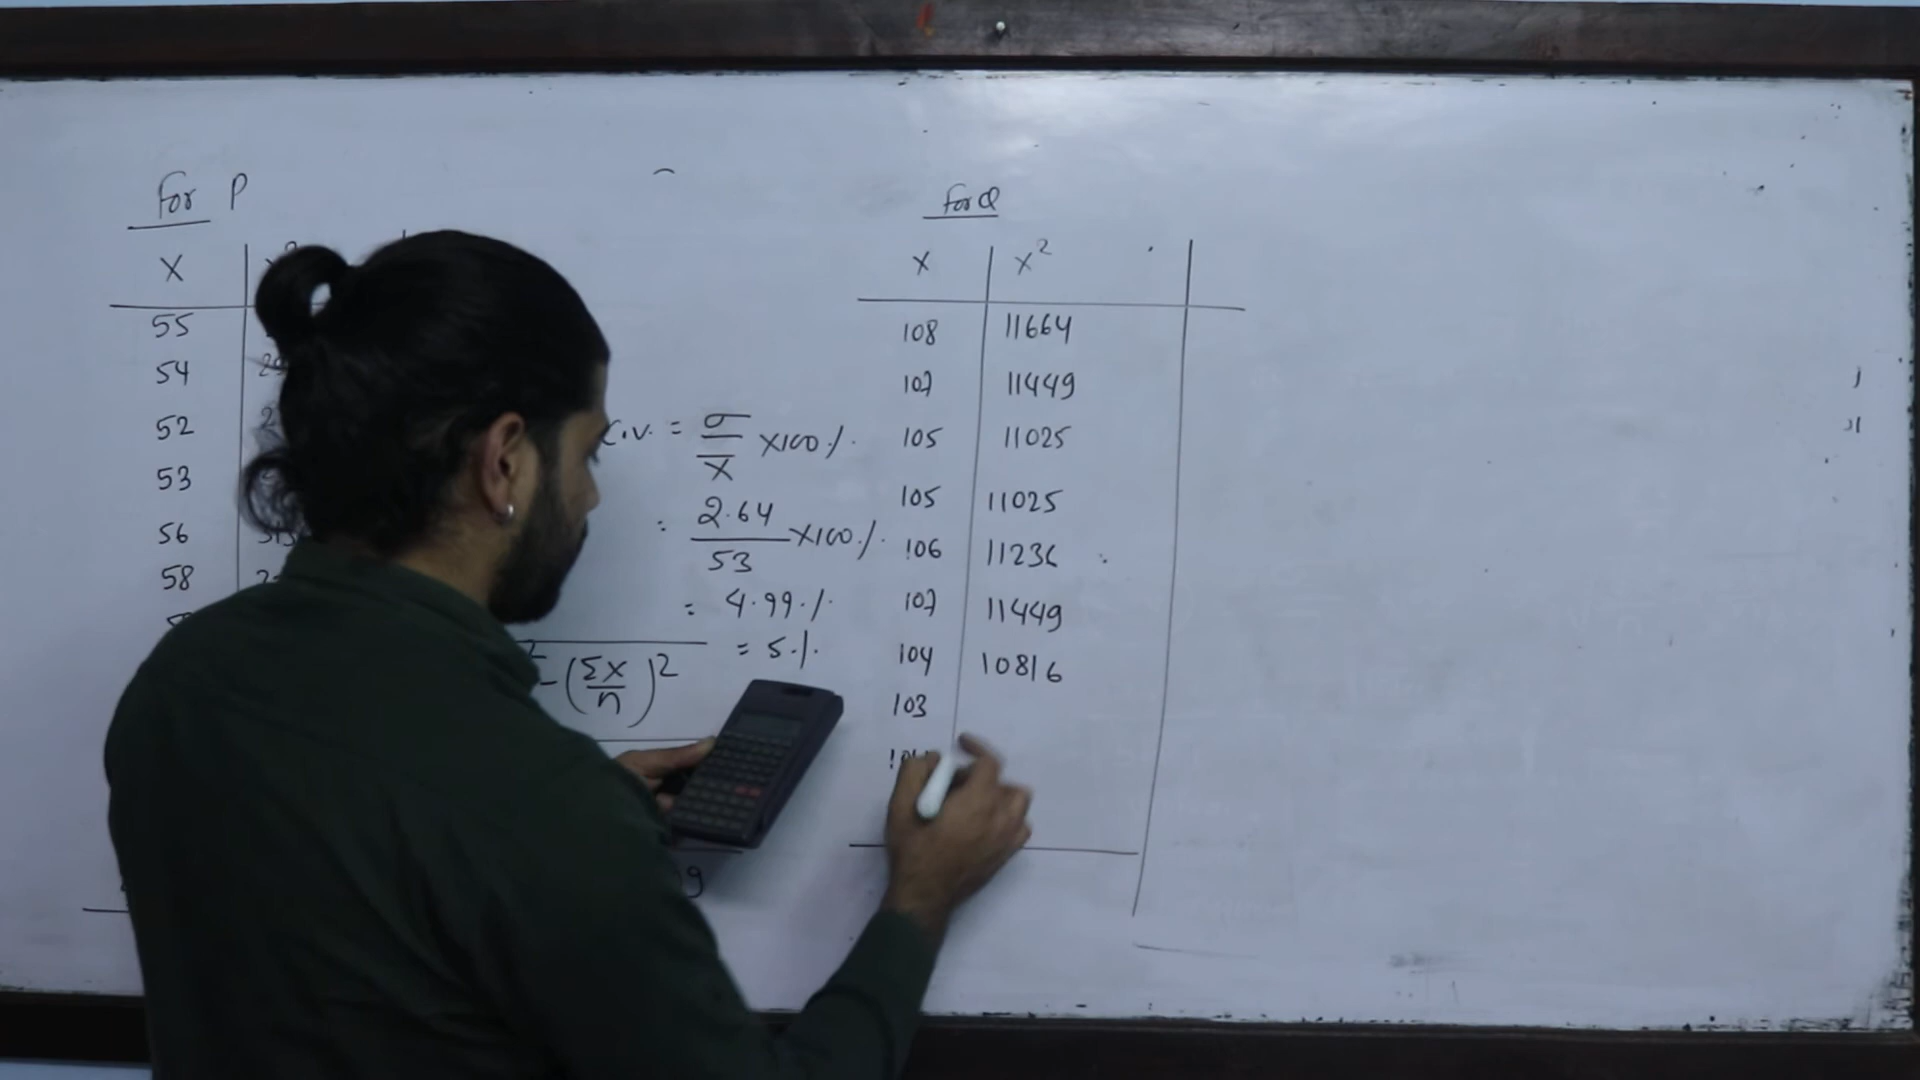 For P
X
55
54
52
53
56
58
C.V. = σ/X̅ ×100%
= 2.64/53 ×100%
= 4.99%
= 5%
- (Σx/n)²
For Q
X | X²
108 | 11664
107 | 11449
105 | 11025
105 | 11025
106 | 11236
107 | 11449
104 | 10816
103